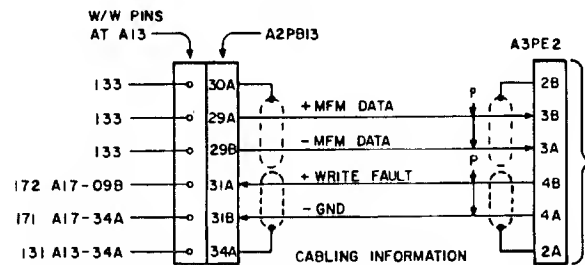 W/W PINS
AT A13
A2PB13
A3PE2
133 30A 2B
133 29A +MFM DATA P 3B
133 29B -MFM DATA 3A
172 A17-09B 31A +WRITE FAULT P 4B
171 A17-34A 31B -GND 4A
131 A13-34A 34A 2A
CABLING INFORMATION